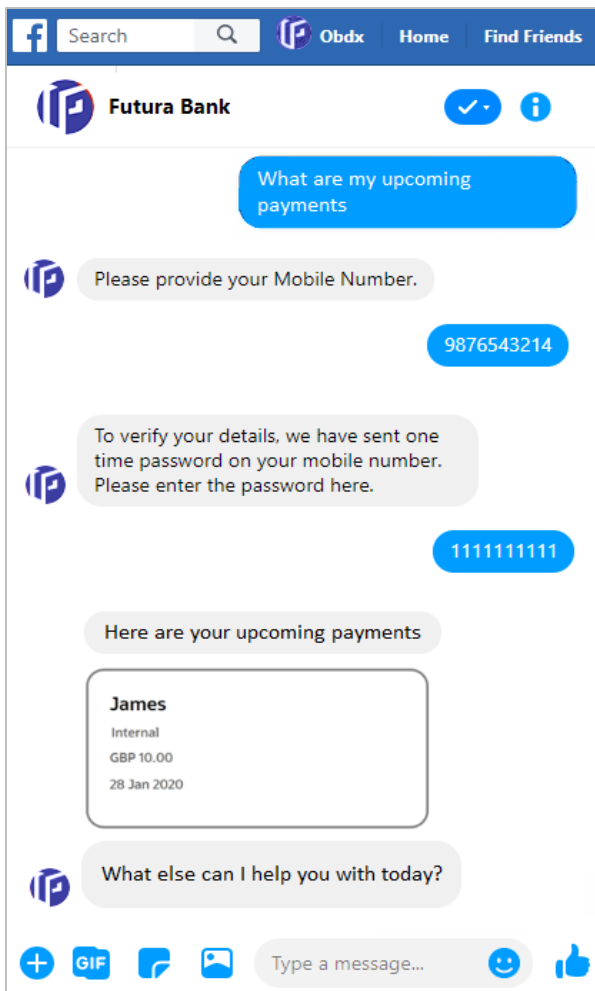 f Search Obdx Home Find Friends
Futura Bank
What are my upcoming
payments
Please provide your Mobile Number.
9876543214
To verify your details, we have sent one
time password on your mobile number.
Please enter the password here.
1111111111
Here are your upcoming payments
James
Internal
GBP 10.00
28 Jan 2020
What else can I help you with today?
GIF Type a message...